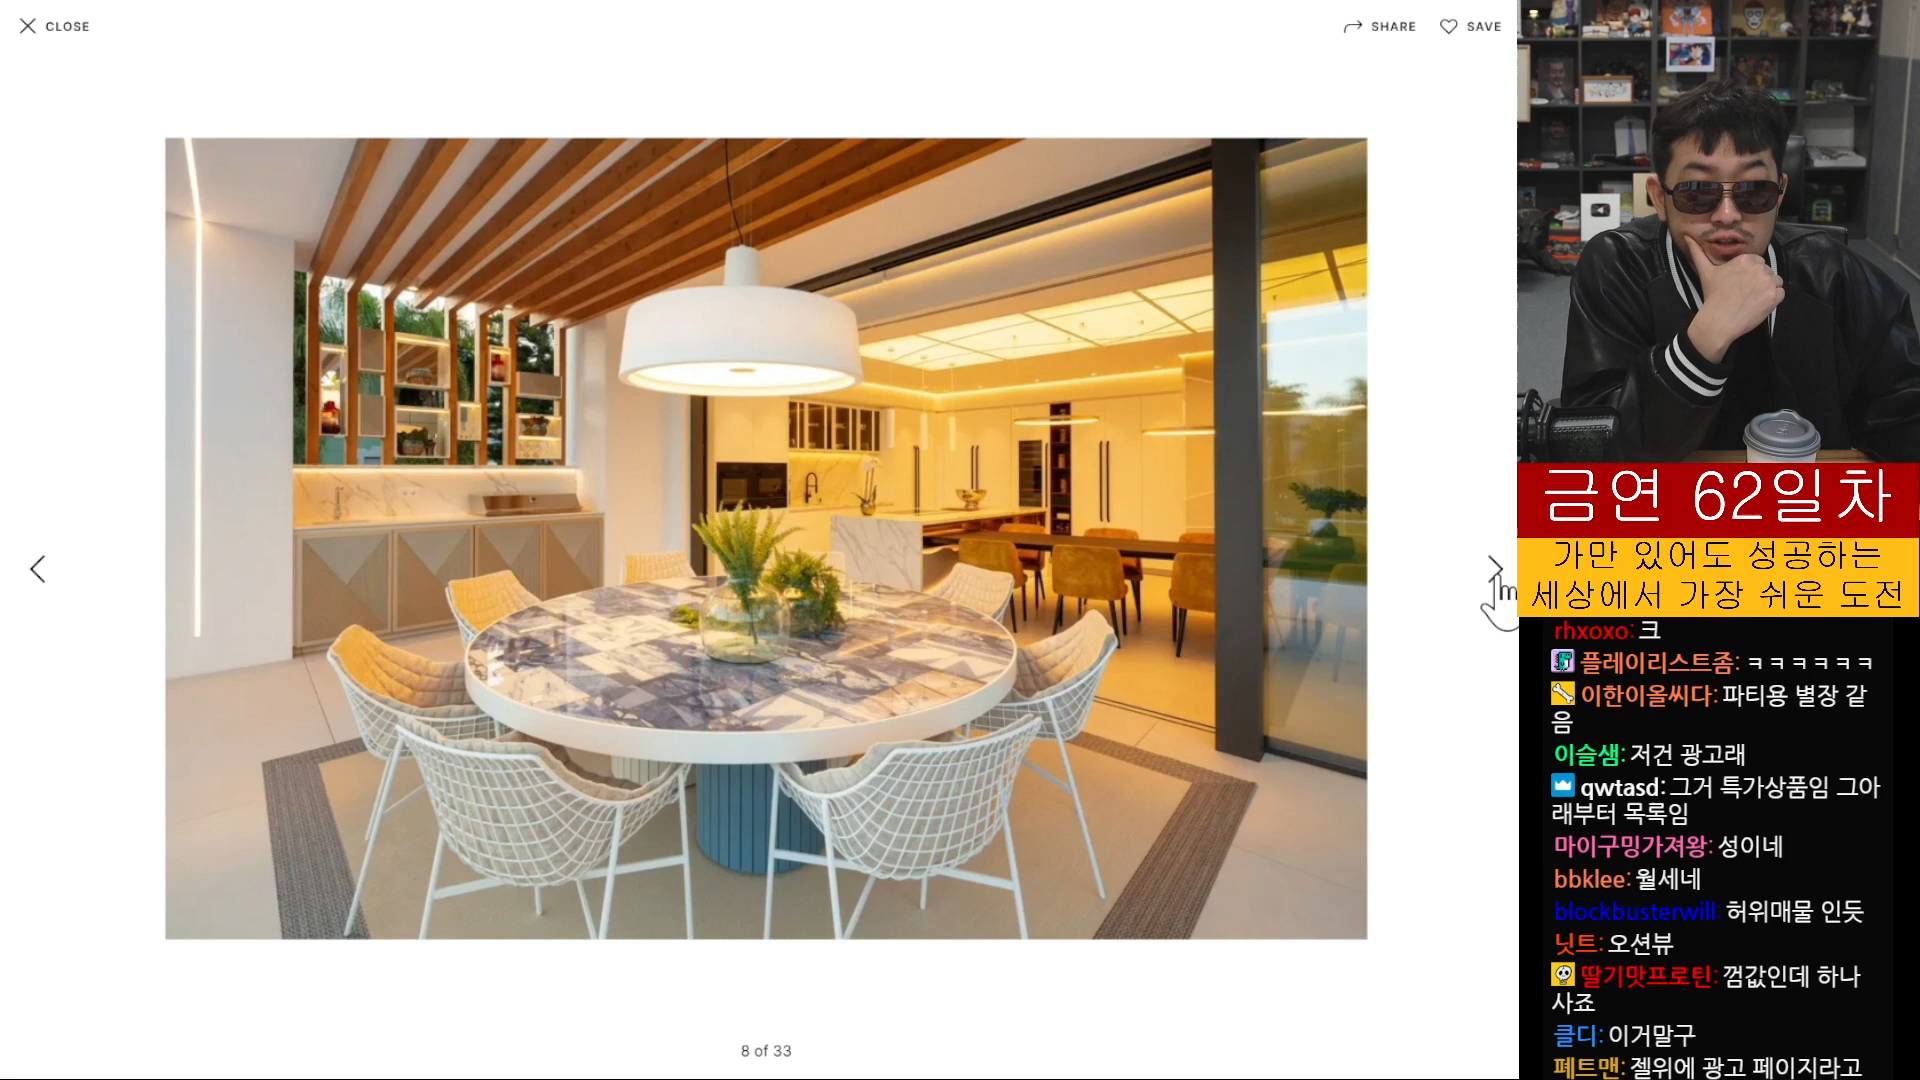 CLOSE
SHARE
SAVE
8 of 33
금연 62일차
가만 있어도 성공하는
세상에서 가장 쉬운 도전
rhxoxo: 크
플레이리스트좀: ㅋㅋㅋㅋㅋㅋ
이한이올씨다: 파티용 별장 같
음
이슬샘: 저건 광고래
qwtasd: 그거 특가상품임 그아
래부터 목록임
마이구밍가져왕: 성이네
bbklee: 월세네
blockbusterwill: 허위매물 인듯
닛트: 오션뷰
딸기맛프로틴: 껌값인데 하나
사죠
클디: 이거말구
페트맨: 젤위에 광고 페이지라고